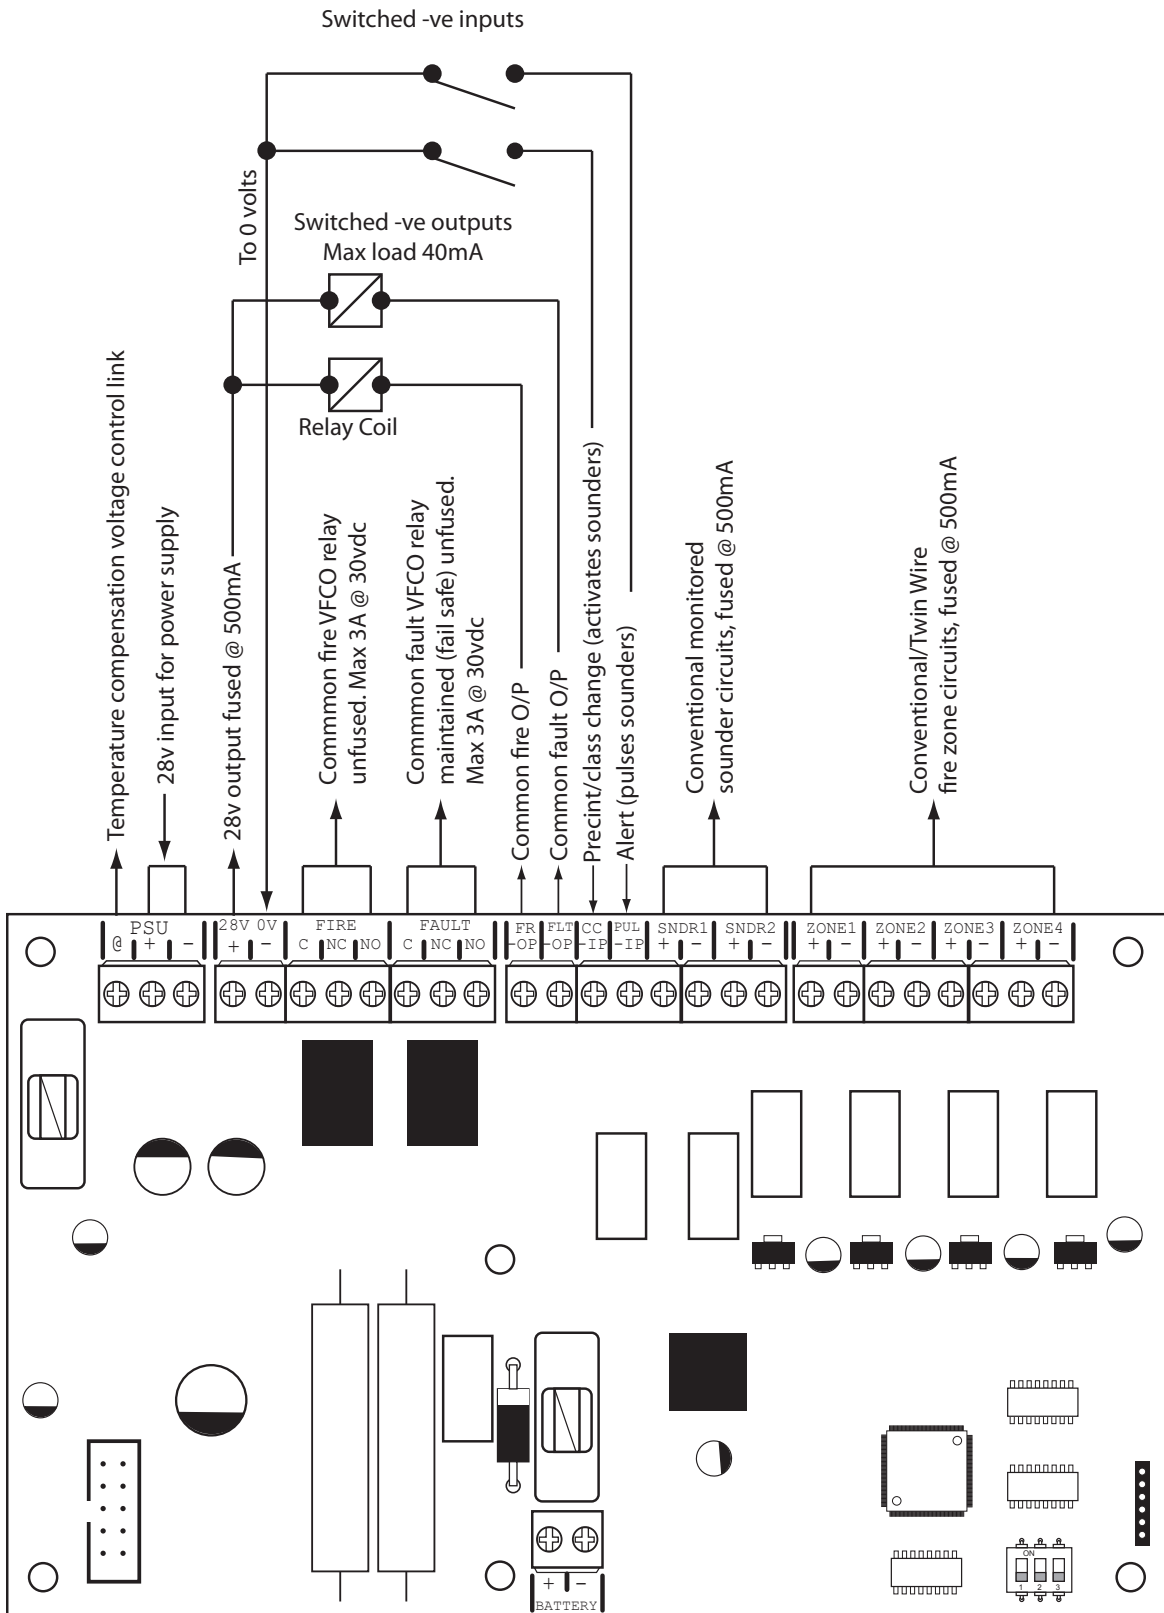 Switched -ve inputs
To 0 volts
Switched -ve outputs
Max load 40mA
Relay Coil
Temperature compensation voltage control link
28v input for power supply
28v output fused @ 500mA
Commmon fire VFCO relay
unfused. Max 3A @ 30vdc
Commmon fault VFCO relay
maintained (fail safe) unfused.
Max 3A @ 30vdc
Common fire O/P
Common fault O/P
Precint/class change (activates sounders)
Alert (pulses sounders)
Conventional monitored
sounder circuits, fused @ 500mA
Conventional/Twin Wire
fire zone circuits, fused @ 500mA
PSU
@ + -
28V 0V
+ -
FIRE
C NC NO
FAULT
C NC NO
FR
-OP
FLT
-OP
CC
-IP
PUL
-IP
SNDR1
+ -
SNDR2
+ -
ZONE1
+ -
ZONE2
+ -
ZONE3
+ -
ZONE4
+ -
ON
1 2 3
+ -
BATTERY